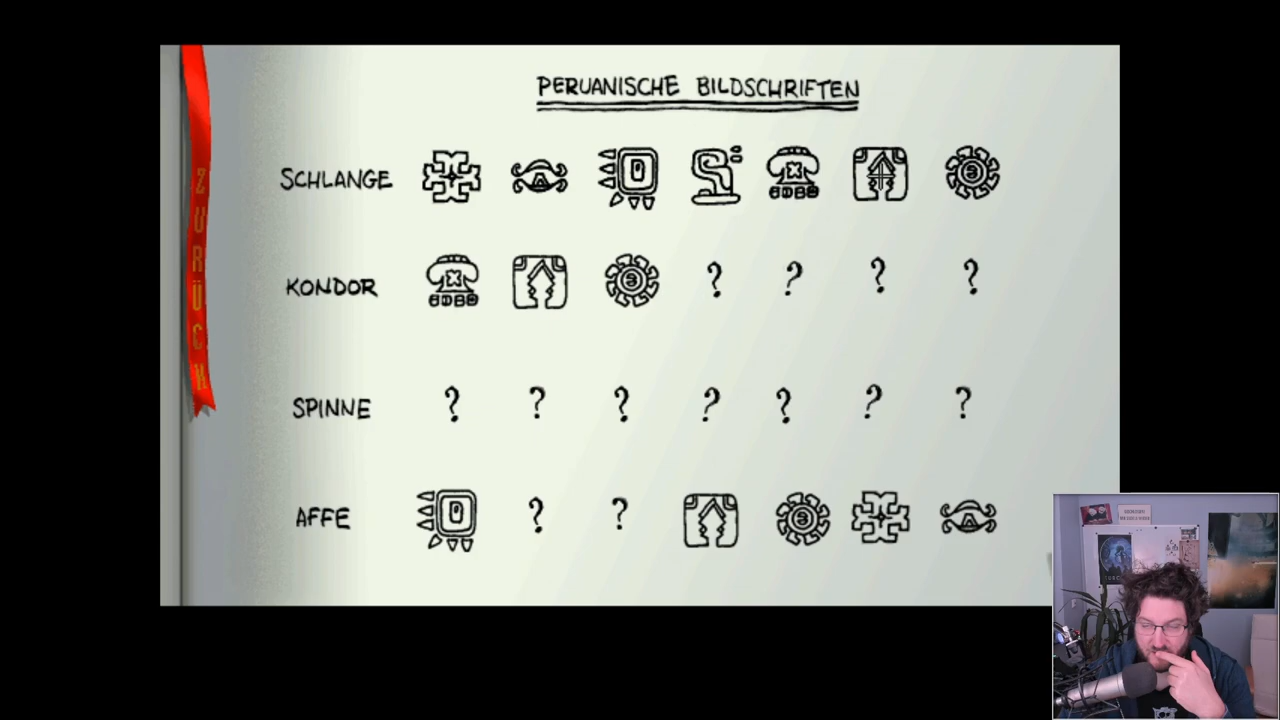 PERUANISCHE BILDSCHRIFTEN
SCHLANGE
KONDOR ? ? ? ?
SPINNE ? ? ? ? ? ? ?
AFFE ? ?
ZURÜCK